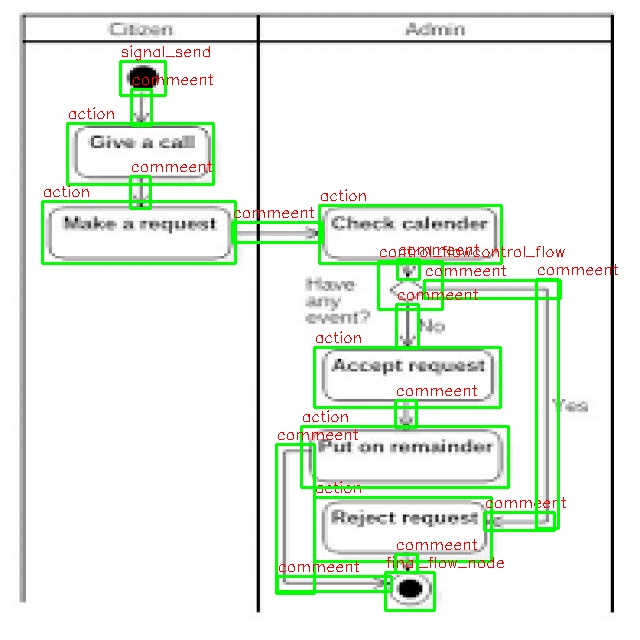 Citizen
Admin
signal_send
commeent
action
Give a call
commeent
action
action
commeent
Make a request
Check calender
commeent
control_flow
control_flow
commeent
commeent
Have
any
event?
commeent
No
action
Accept request
commeent
Yes
action
commeent
Put on remainder
action
commeent
Reject request
commeent
final_flow_node
commeent